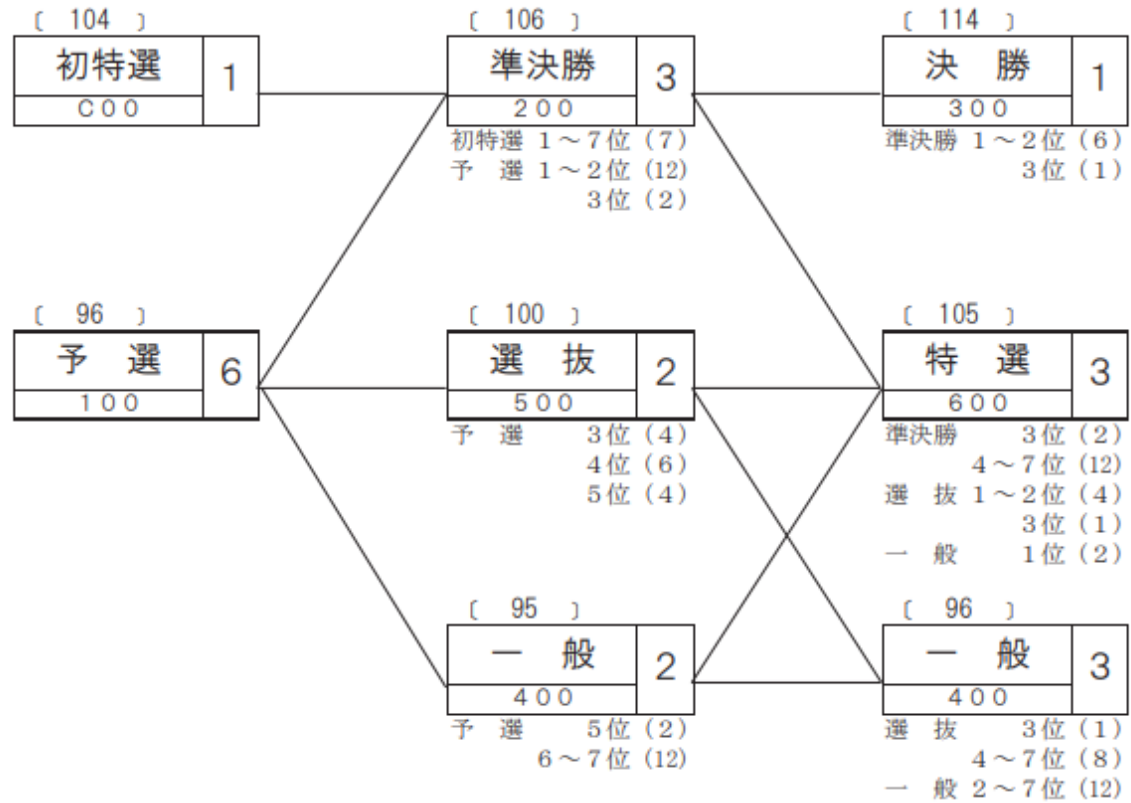 〔 104 〕
初特選 1
C00
〔 106 〕
準決勝 3
200
初特選 1～7位 (7)
予 選 1～2位 (12)
3位 (2)
〔 114 〕
決 勝 1
300
準決勝 1～2位 (6)
3位 (1)
〔 96 〕
予 選 6
100
〔 100 〕
選 抜 2
500
予 選 3位 (4)
4位 (6)
5位 (4)
〔 105 〕
特 選 3
600
準決勝 3位 (2)
4～7位 (12)
選 抜 1～2位 (4)
3位 (1)
一 般 1位 (2)
〔 95 〕
一 般 2
400
予 選 5位 (2)
6～7位 (12)
〔 96 〕
一 般 3
400
選 抜 3位 (1)
4～7位 (8)
一 般 2～7位 (12)